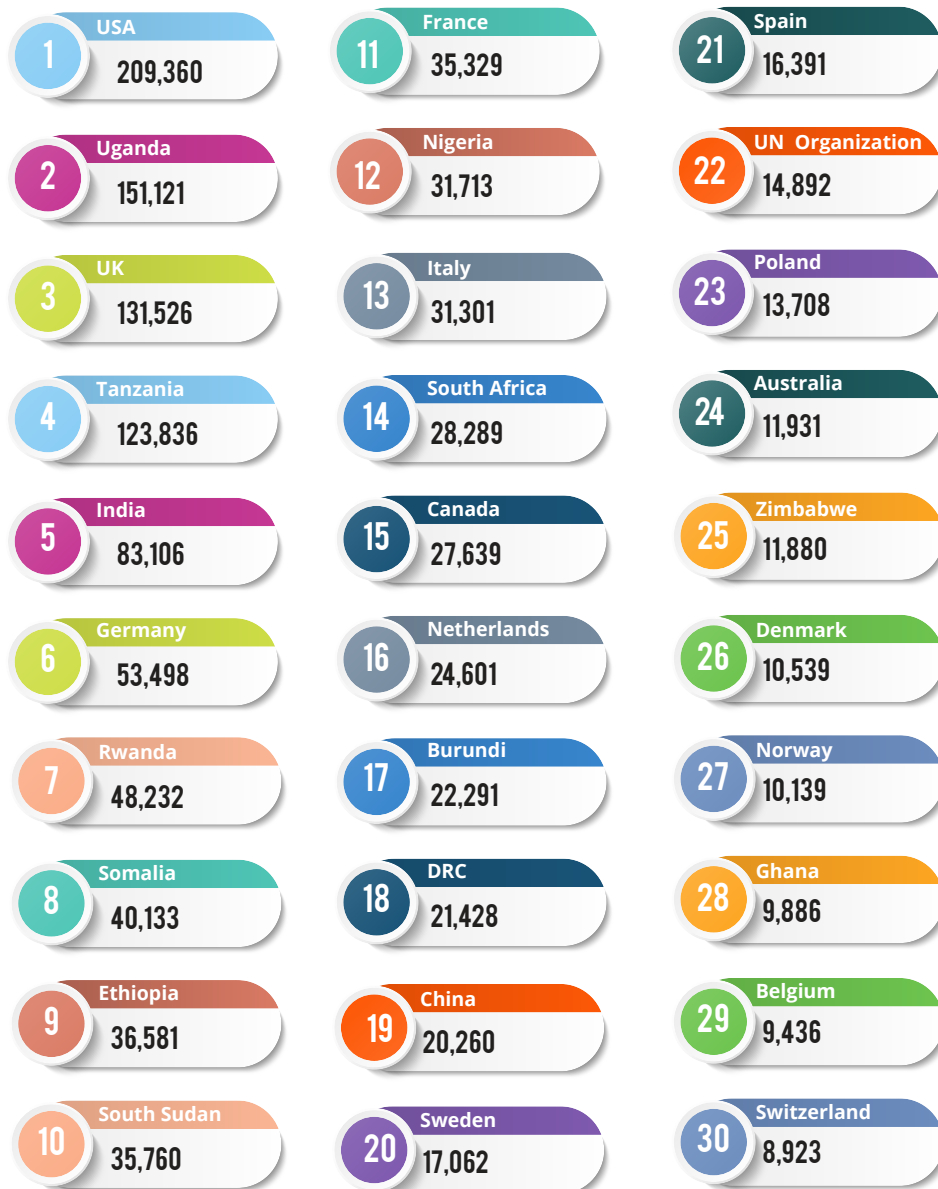 1
USA
209,360
2
Uganda
151,121
3
UK
131,526
4
Tanzania
123,836
5
India
83,106
6
Germany
53,498
7
Rwanda
48,232
8
Somalia
40,133
9
Ethiopia
36,581
10
South Sudan
35,760
11
France
35,329
12
Nigeria
31,713
13
Italy
31,301
14
South Africa
28,289
15
Canada
27,639
16
Netherlands
24,601
17
Burundi
22,291
18
DRC
21,428
19
China
20,260
20
Sweden
17,062
21
Spain
16,391
22
UN Organization
14,892
23
Poland
13,708
24
Australia
11,931
25
Zimbabwe
11,880
26
Denmark
10,539
27
Norway
10,139
28
Ghana
9,886
29
Belgium
9,436
30
Switzerland
8,923